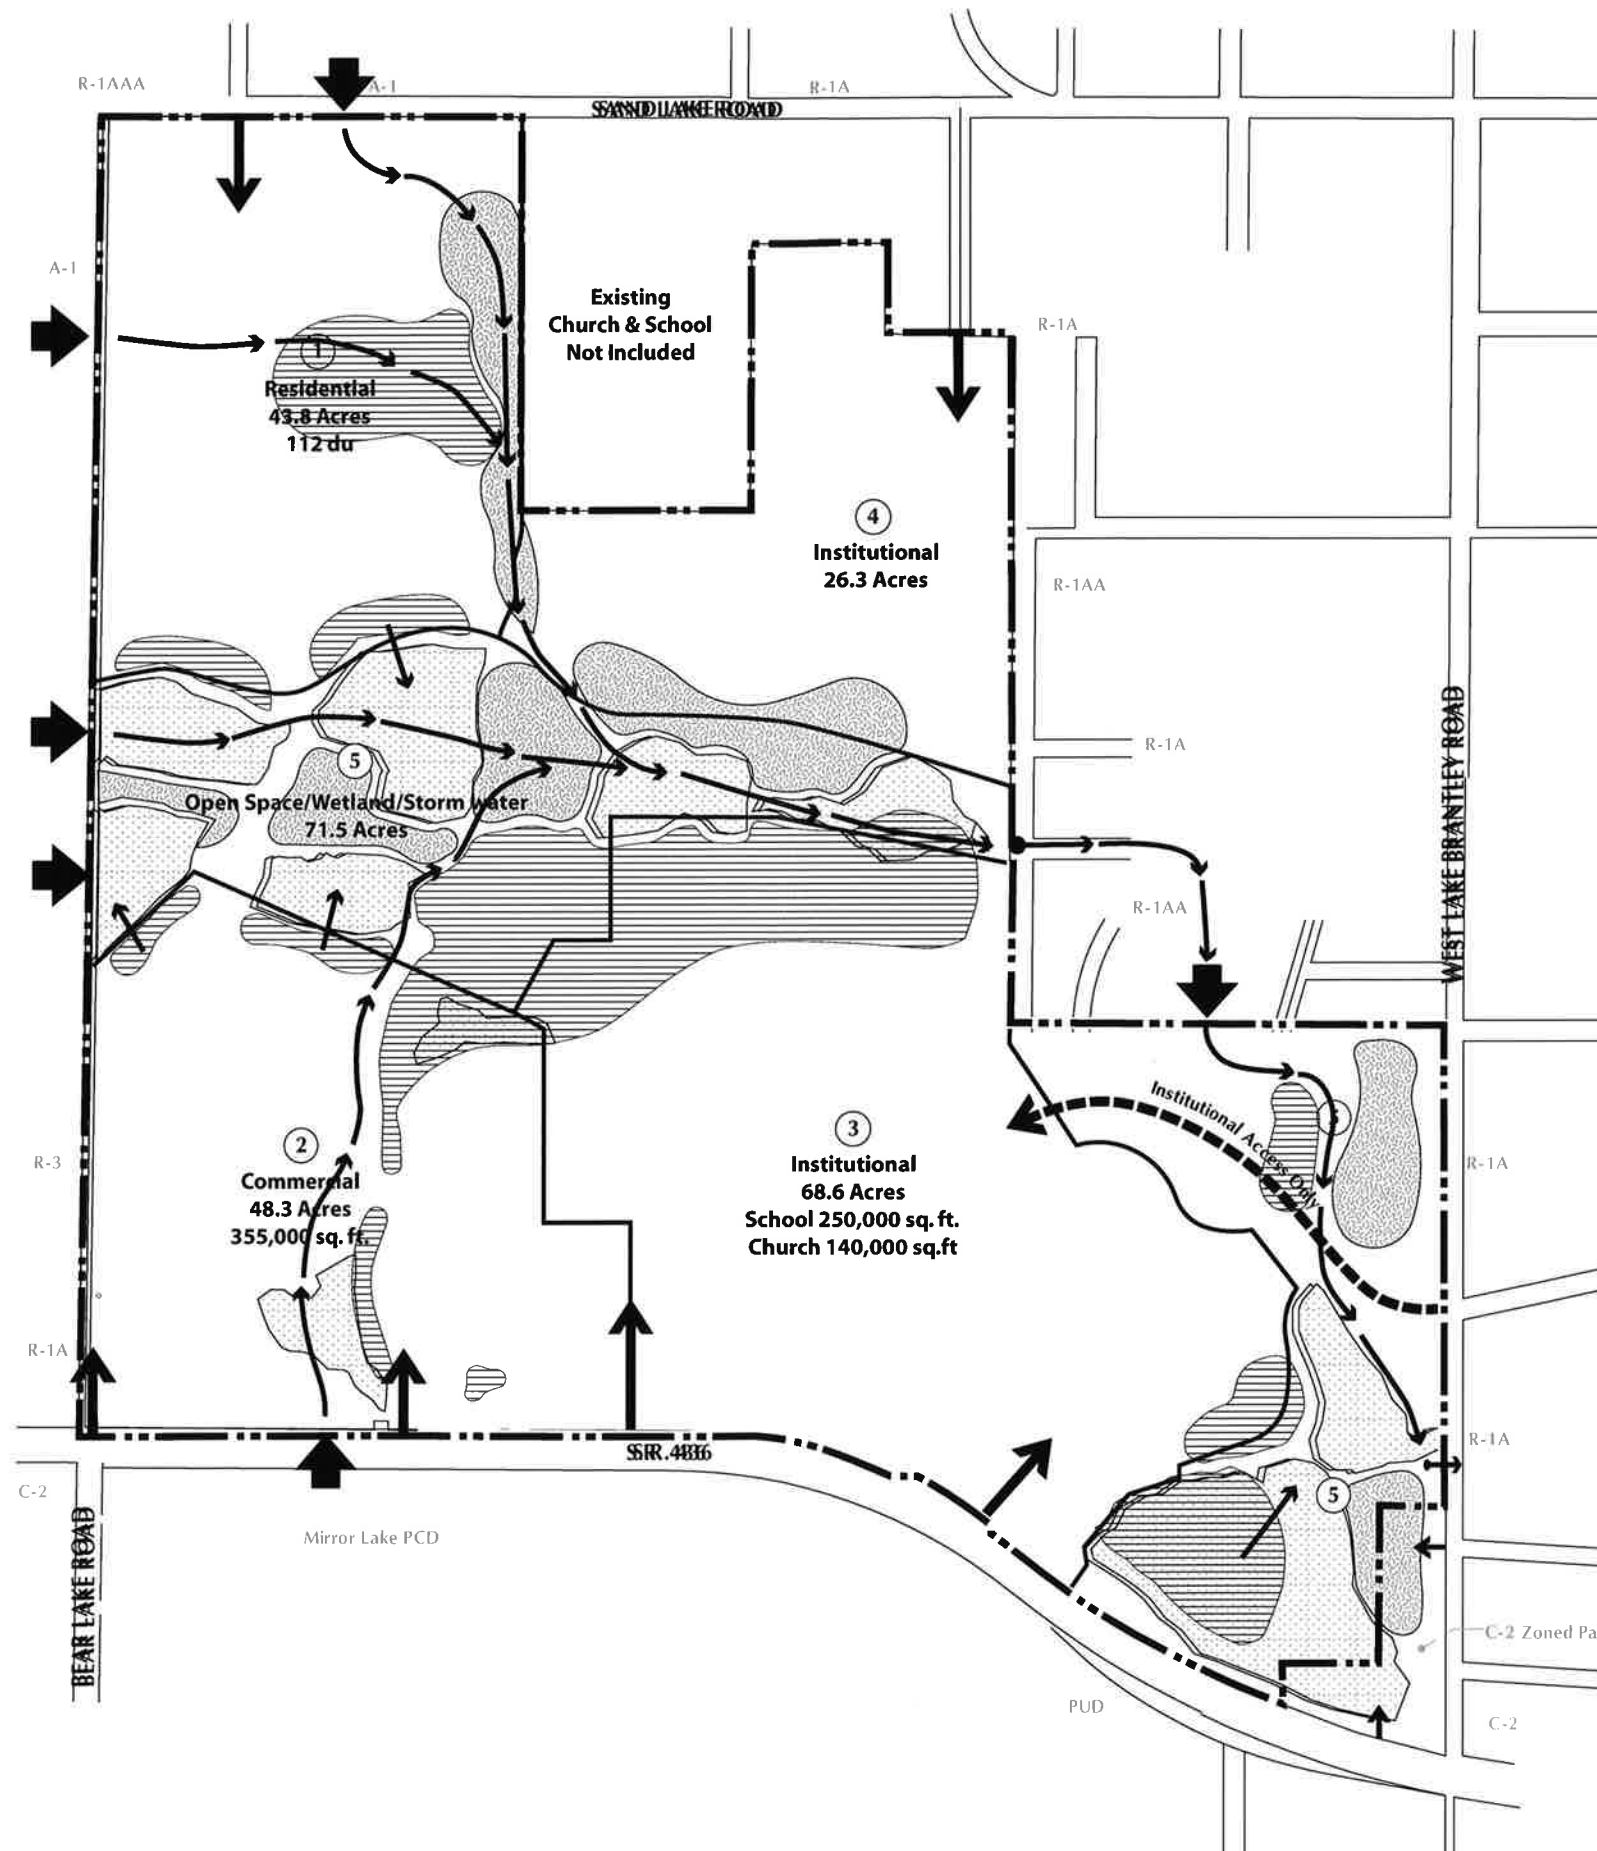 R-1AAA
A-1
R-1A
SAND LAKE ROAD
A-1
Existing
Church & School
Not Included
R-1A
1
Residential
43.8 Acres
112 du
4
Institutional
26.3 Acres
R-1AA
R-1A
5
Open Space/Wetland/Storm water
71.5 Acres
WEST LAKE BRANTLEY ROAD
R-1AA
Institutional Access Only
2
Commercial
48.3 Acres
355,000 sq. ft.
3
Institutional
68.6 Acres
School 250,000 sq. ft.
Church 140,000 sq.ft
R-3
R-1A
R-1A
R-1A
S.R. 436
C-2
5
Mirror Lake PCD
BEAR LAKE ROAD
C-2 Zoned Pa
PUD
C-2